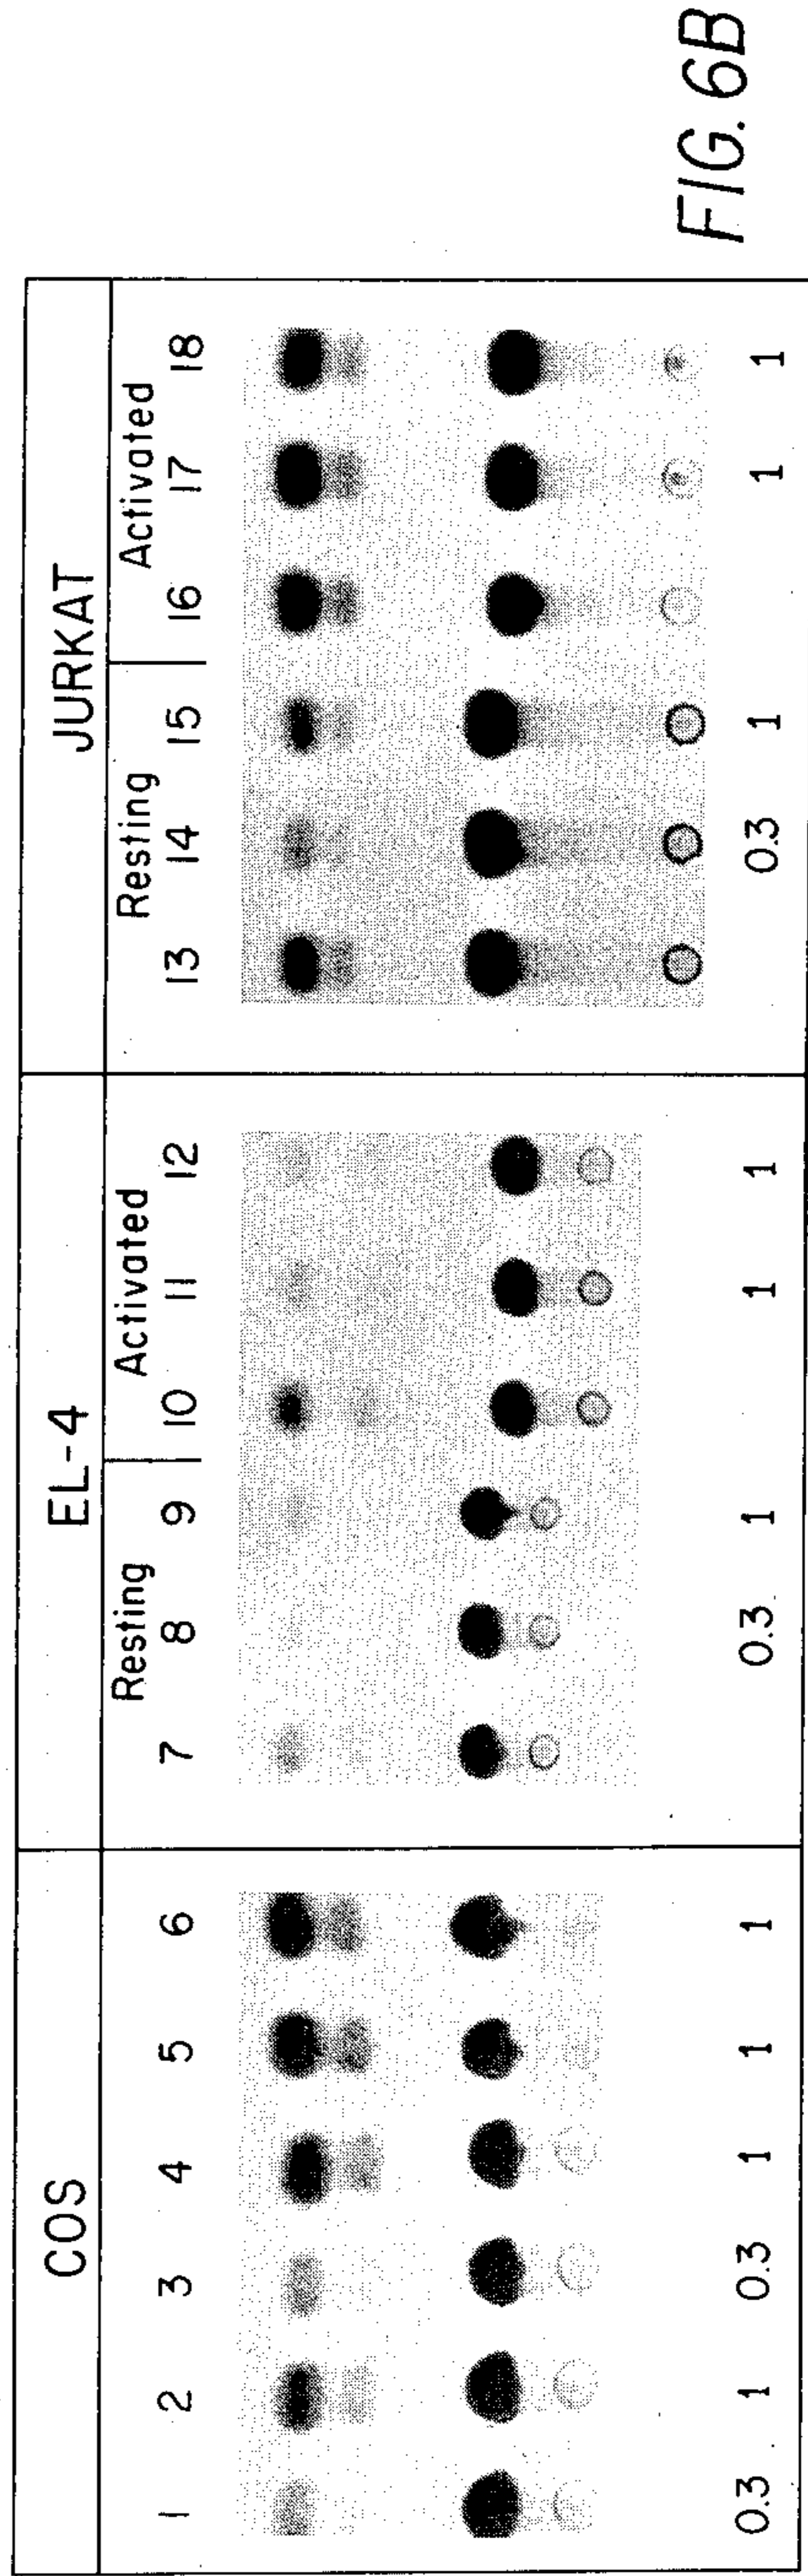 COS EL-4 JURKAT
Resting Activated Resting Activated
1 2 3 4 5 6 7 8 9 10 11 12 13 14 15 16 17 18
0.3 1 0.3 1 1 1 0.3 1 1 1 0.3 1 1 1
FIG. 6B